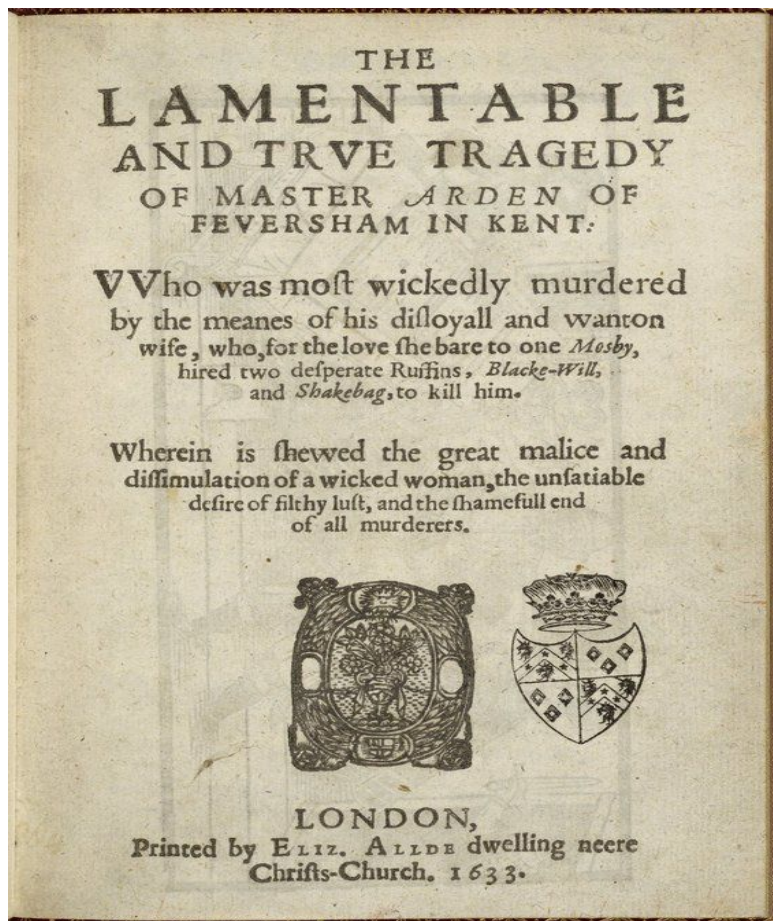 THE
LAMENTABLE
AND TRVE TRAGEDY
OF MASTER ARDEN OF
FEVERSHAM IN KENT:
VVho was moſt wickedly murdered
by the meanes of his diſloyall and wanton
wife, who, for the love ſhe bare to one Mosby,
hired two deſperate Ruffins, Blacke-Will,
and Shakebag, to kill him.
Wherein is ſhewed the great malice and
diſſimulation of a wicked woman, the unſatiable
deſire of filthy luſt, and the ſhamefull end
of all murderers.
LONDON,
Printed by ELIZ. ALLDE dwelling neere
Chriſts-Church. 1633.